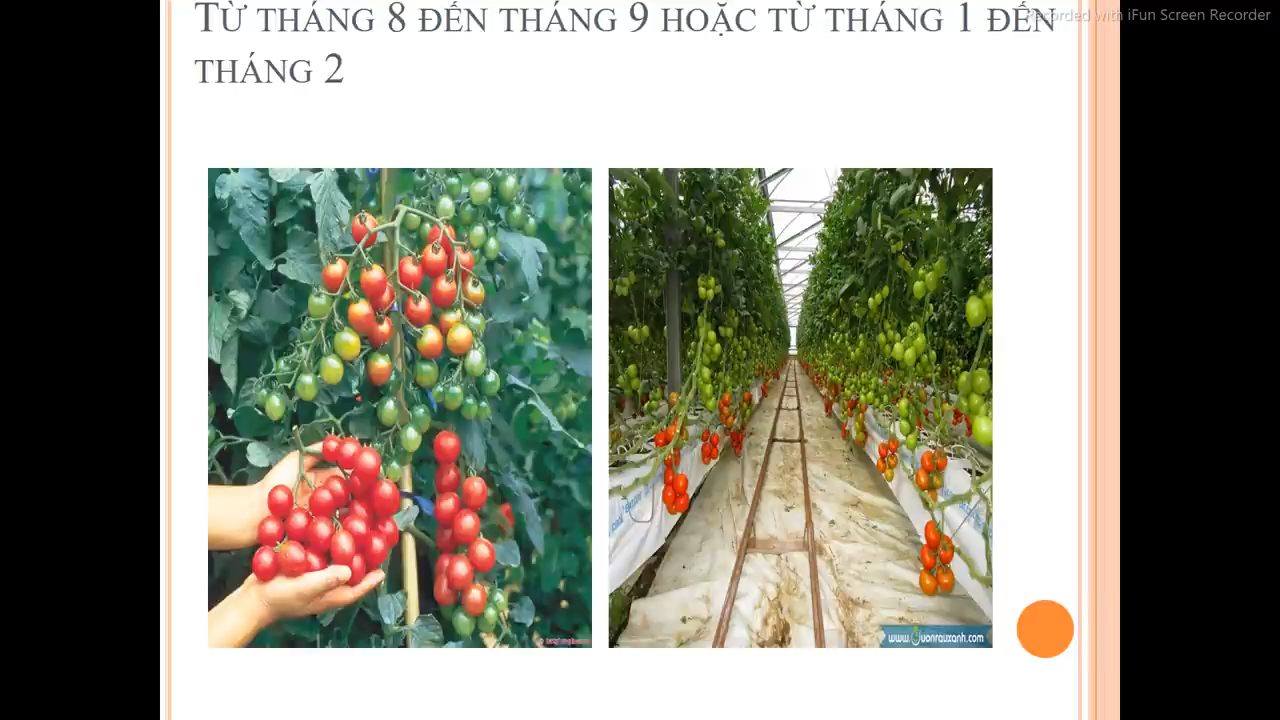 Recorded with iFun Screen Recorder
TỪ THÁNG 8 ĐẾN THÁNG 9 HOẶC TỪ THÁNG 1 ĐẾN
THÁNG 2
www.vuonrauxanh.com